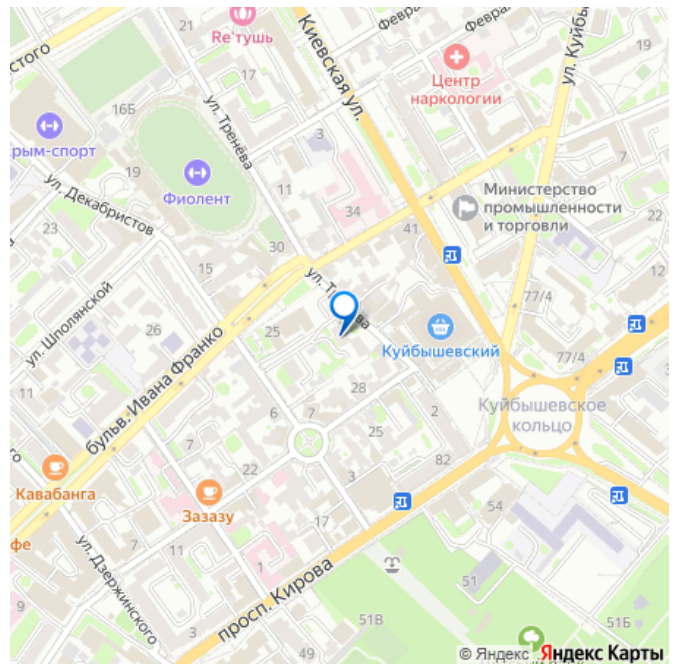 21
Re'тушь
17
Киевская ул.
Февра
Февра
19
ул. Куйбы
стого
Центр
наркологии
16Б
ул. Тренёва
3
7
рым-спорт
Фиолент
11
ул. Декабристов
34
Министерство
промышленности
и торговли
22
23
30
41
15
12
ул. Т
ва
77/4
ул. Шполянской
26
25
Куйбышевский
77/4
бульв. Ивана Франко
28
11
6
7
2
Куйбышевское
кольцо
25
7
22
82
Кавабанга
Зазазу
3
54
фе
17
11
ул. Дзержинского
1
просп. Кирова
51
9
51В
51Б
49
© Яндекс Яндекс Карты